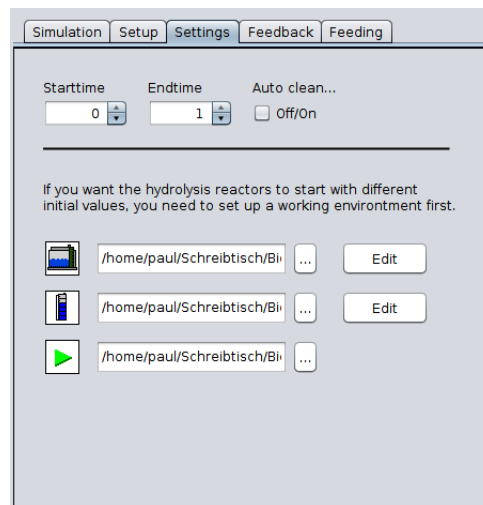 Simulation Setup Settings Feedback Feeding
Starttime Endtime Auto clean...
0 1 Off/On
If you want the hydrolysis reactors to start with different
initial values, you need to set up a working environtment first.
/home/paul/Schreibtisch/Bi ... Edit
/home/paul/Schreibtisch/Bi ... Edit
/home/paul/Schreibtisch/Bi ...